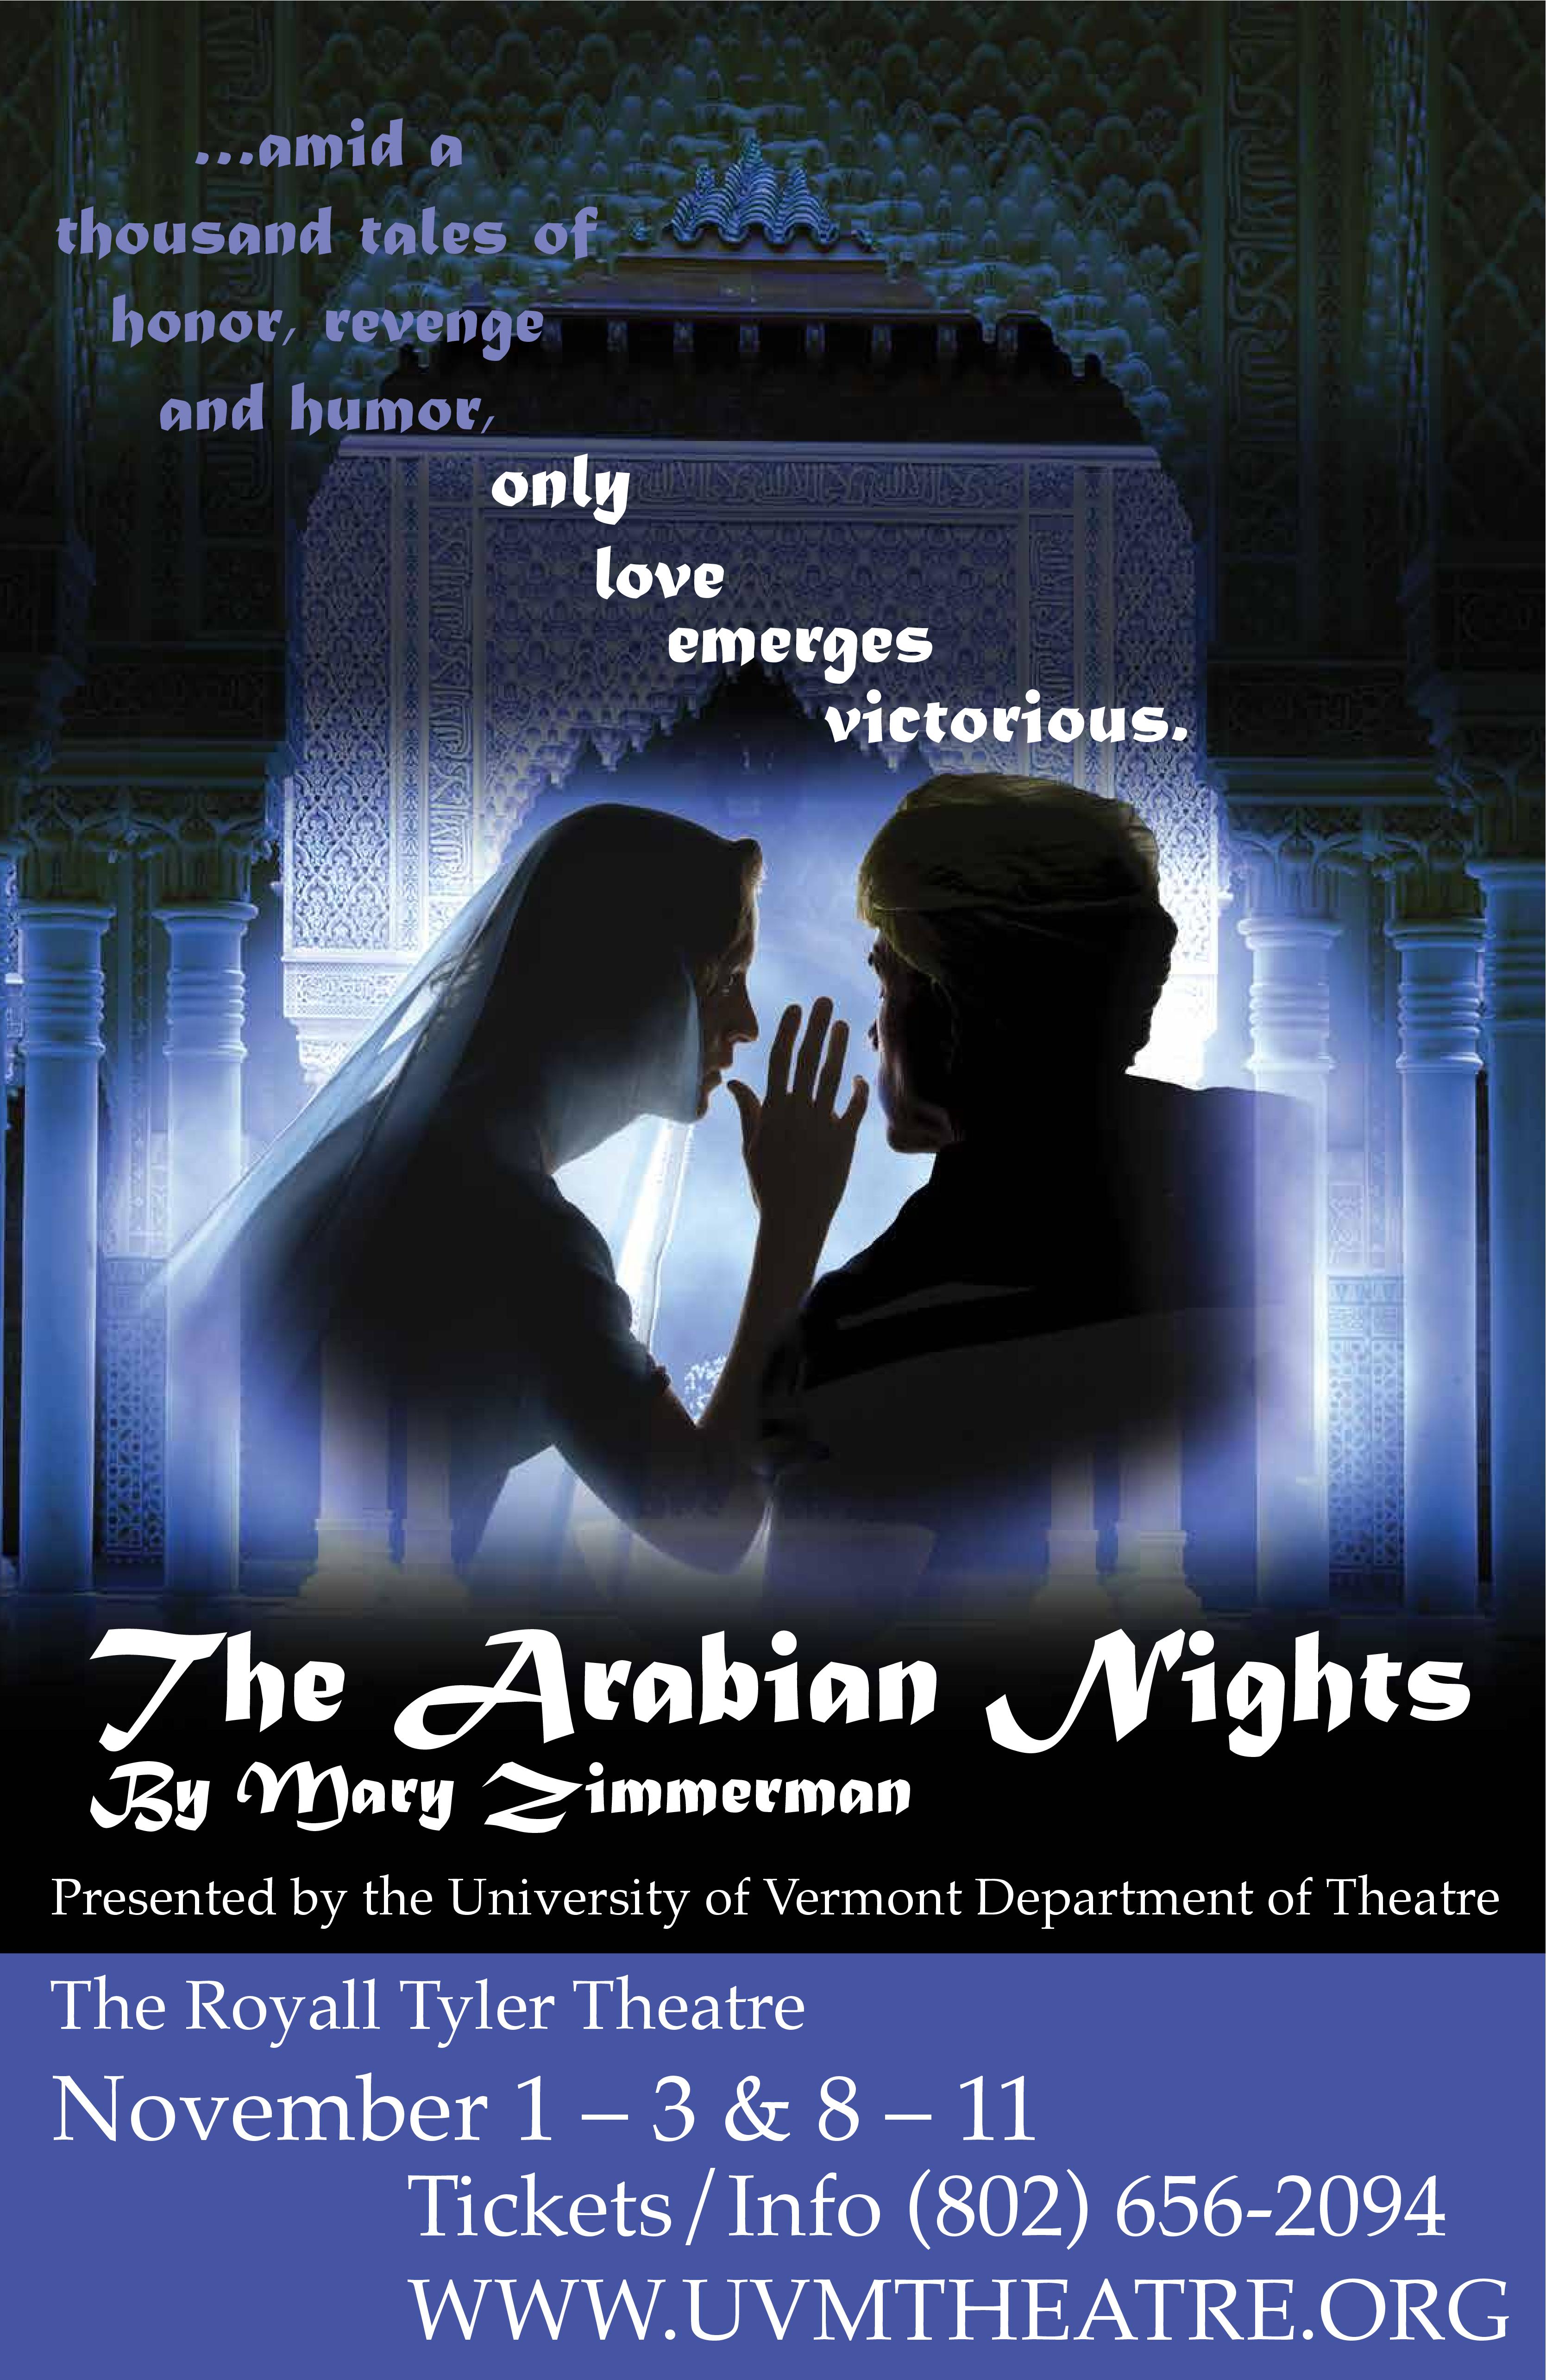 ...amid a
thousand tales of
honor, revenge
and humor,
only
love
emerges
victorious.
The Arabian Nights
By Mary Zimmerman
Presented by the University of Vermont Department of Theatre
The Royall Tyler Theatre
November 1 – 3 & 8 – 11
Tickets/Info (802) 656-2094
WWW.UVMTHEATRE.ORG